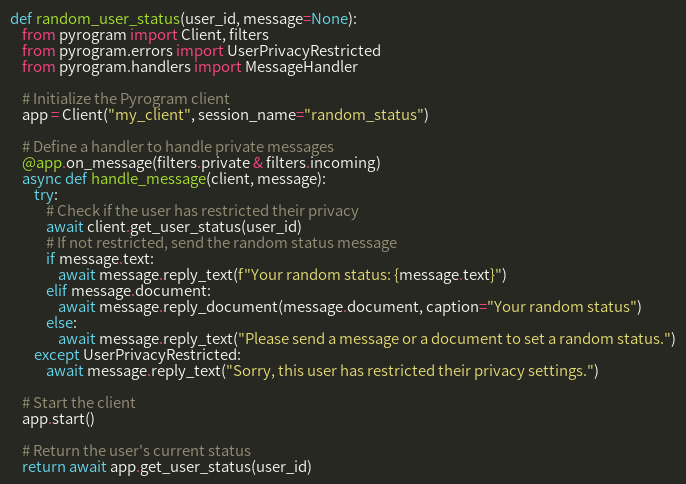 def random_user_status(user_id, message=None):
    from pyrogram import Client, filters
    from pyrogram.errors import UserPrivacyRestricted
    from pyrogram.handlers import MessageHandler

    # Initialize the Pyrogram client
    app = Client("my_client", session_name="random_status")

    # Define a handler to handle private messages
    @app.on_message(filters.private & filters.incoming)
    async def handle_message(client, message):
        try:
            # Check if the user has restricted their privacy
            await client.get_user_status(user_id)
            # If not restricted, send the random status message
            if message.text:
                await message.reply_text(f"Your random status: {message.text}")
            elif message.document:
                await message.reply_document(message.document, caption="Your random status")
            else:
                await message.reply_text("Please send a message or a document to set a random status.")
        except UserPrivacyRestricted:
            await message.reply_text("Sorry, this user has restricted their privacy settings.")

    # Start the client
    app.start()

    # Return the user's current status
    return await app.get_user_status(user_id)